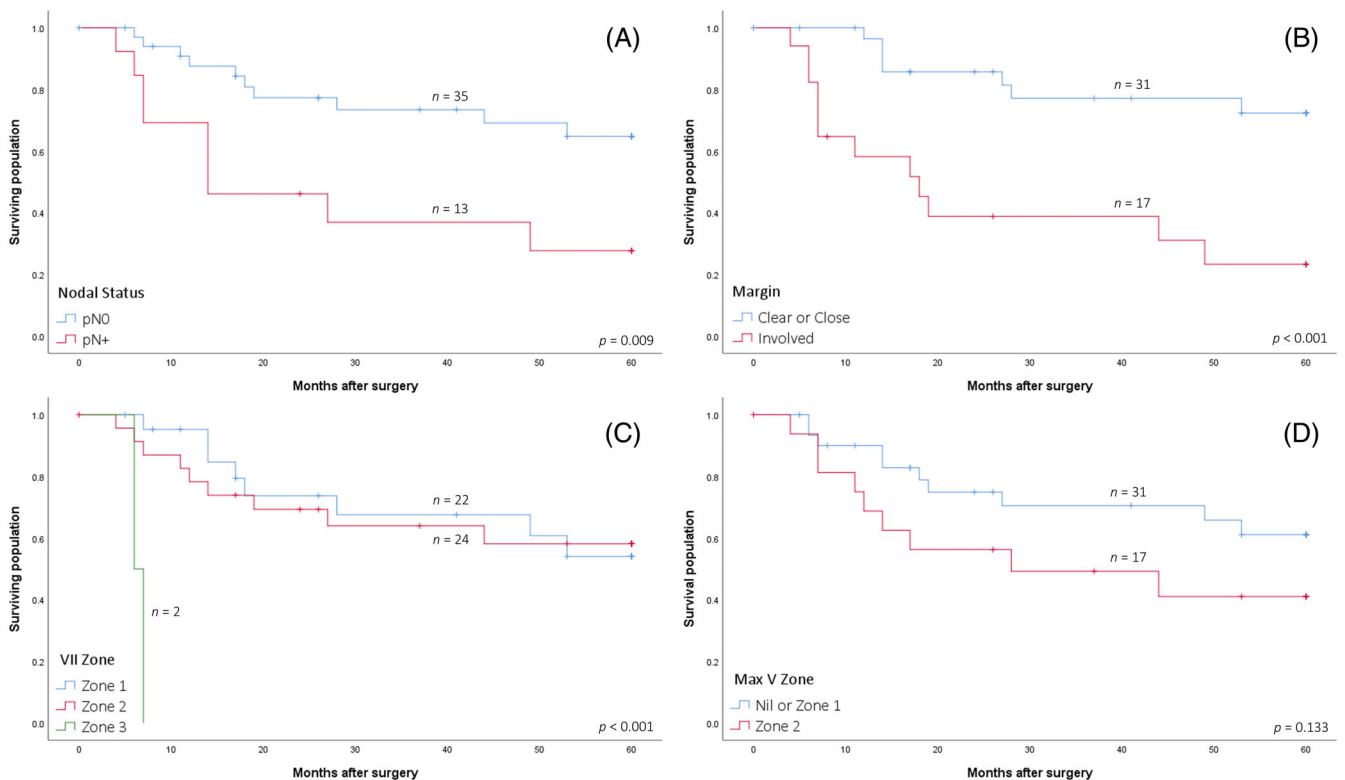 (A)
1.0
0.8
0.6
0.4
0.2
0.0
Surviving population
n = 35
n = 13
Nodal Status
pN0
pN+
p = 0.009
0 10 20 30 40 50 60
Months after surgery
(B)
1.0
0.8
0.6
0.4
0.2
0.0
Surviving population
n = 31
n = 17
Margin
Clear or Close
Involved
p < 0.001
0 10 20 30 40 50 60
Months after surgery
(C)
1.0
0.8
0.6
0.4
0.2
0.0
Surviving population
n = 22
n = 24
n = 2
VII Zone
Zone 1
Zone 2
Zone 3
p < 0.001
0 10 20 30 40 50 60
Months after surgery
(D)
1.0
0.8
0.6
0.4
0.2
0.0
Survival population
n = 31
n = 17
Max V Zone
Nil or Zone 1
Zone 2
p = 0.133
0 10 20 30 40 50 60
Months after surgery